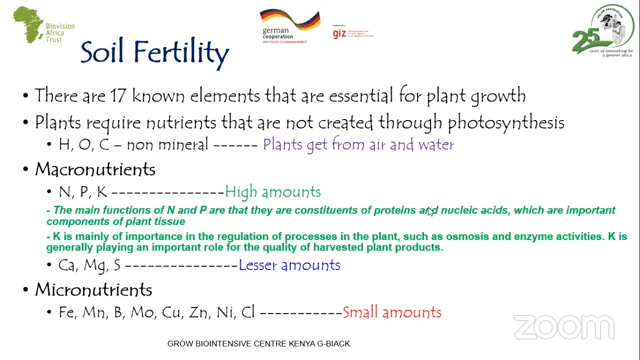 Biovision
Africa
Trust
german
cooperation
DEUTSCHE ZUSAMMENARBEIT
giz
25
years of networking for
a greener africa
Soil Fertility
• There are 17 known elements that are essential for plant growth
• Plants require nutrients that are not created through photosynthesis
• H, O, C – non mineral ------ Plants get from air and water
• Macronutrients
• N, P, K ---------------High amounts
- The main functions of N and P are that they are constituents of proteins and nucleic acids, which are important
components of plant tissue
- K is mainly of importance in the regulation of processes in the plant, such as osmosis and enzyme activities. K is
generally playing an important role for the quality of harvested plant products.
• Ca, Mg, S ---------------Lesser amounts
• Micronutrients
• Fe, Mn, B, Mo, Cu, Zn, Ni, Cl -----------Small amounts
zoom
GROW BIOINTENSIVE CENTRE KENYA G-BIACK